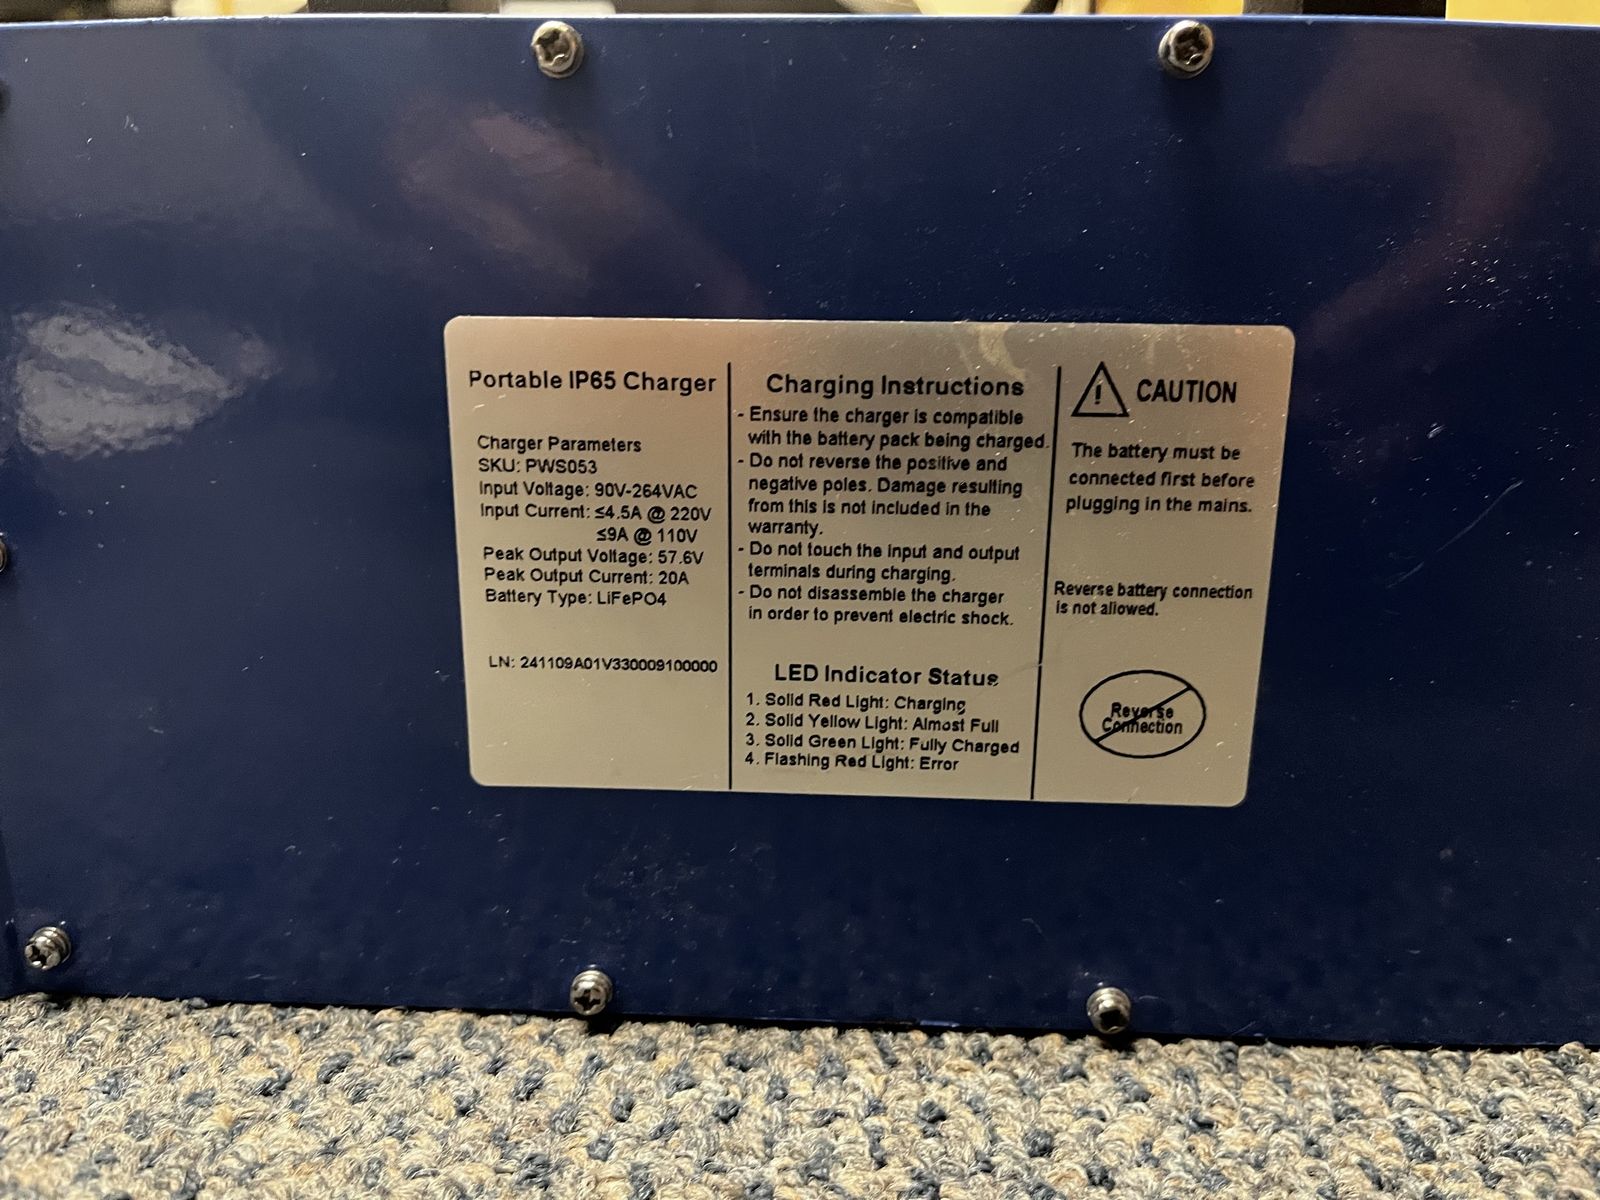 Portable IP65 Charger
Charger Parameters
SKU: PWS053
Input Voltage: 90V-264VAC
Input Current: ≤4.5A @ 220V
≤9A @ 110V
Peak Output Voltage: 57.6V
Peak Output Current: 20A
Battery Type: LiFePO4
LN: 241109A01V330009100000
Charging Instructions
- Ensure the charger is compatible
with the battery pack being charged.
- Do not reverse the positive and
negative poles. Damage resulting
from this is not included in the
warranty.
- Do not touch the input and output
terminals during charging.
- Do not disassemble the charger
in order to prevent electric shock.
LED Indicator Status
1. Solid Red Light: Charging
2. Solid Yellow Light: Almost Full
3. Solid Green Light: Fully Charged
4. Flashing Red Light: Error
! CAUTION
The battery must be
connected first before
plugging in the mains.
Reverse battery connection
is not allowed.
Reverse
Connection